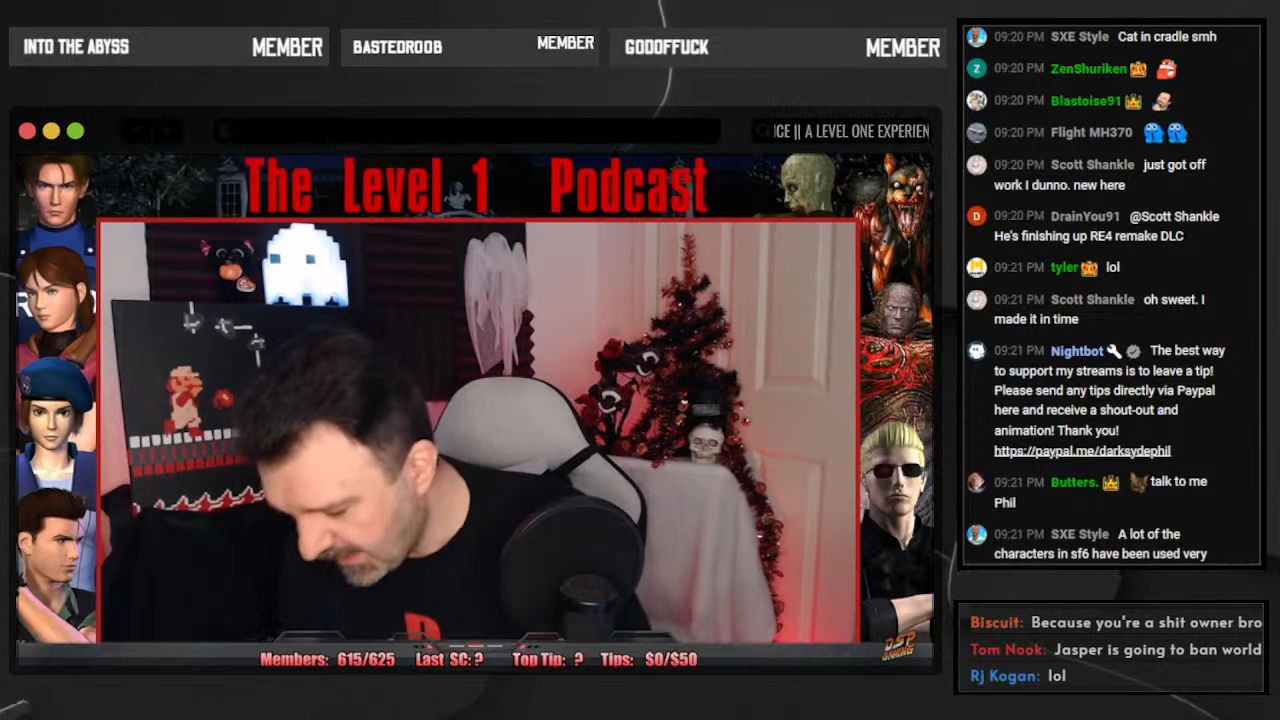 INTO THE ABYSS MEMBER
BASTEDROOB MEMBER
GODOFFUCK MEMBER
ICE || A LEVEL ONE EXPERIEN
The Level 1 Podcast
Members: 615/625 Last SC: ? Top Tip: ? Tips: $0/$50
DSP
GAMING
09:20 PM SXE Style Cat in cradle smh
Z 09:20 PM ZenShuriken
09:20 PM Blastoise91
09:20 PM Flight MH370
09:20 PM Scott Shankle just got off
work I dunno. new here
D 09:20 PM DrainYou91 @Scott Shankle
He's finishing up RE4 remake DLC
09:21 PM tyler lol
09:21 PM Scott Shankle oh sweet. I
made it in time
09:21 PM Nightbot The best way
to support my streams is to leave a tip!
Please send any tips directly via Paypal
here and receive a shout-out and
animation! Thank you!
https://paypal.me/darksydephil
09:21 PM Butters. talk to me
Phil
09:21 PM SXE Style A lot of the
characters in sf6 have been used very
Biscuit: Because you're a shit owner bro
Tom Nook: Jasper is going to ban world
Rj Kogan: lol